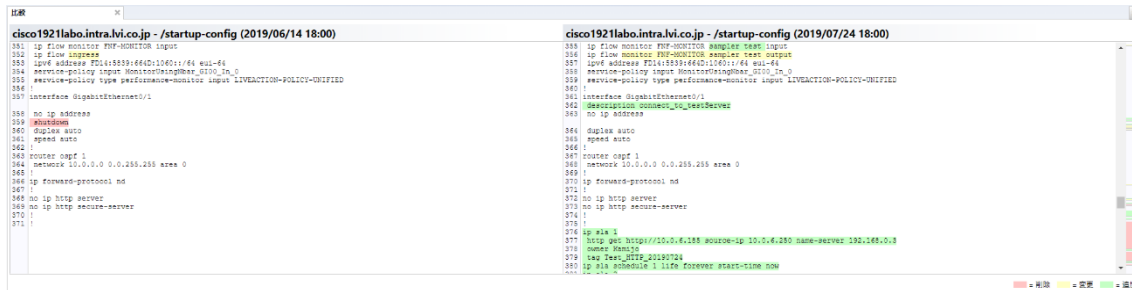 比較 ×
cisco1921labo.intra.lvi.co.jp - /startup-config (2019/06/14 18:00)
351 ip flow monitor FNF-MONITOR input
352 ip flow ingress
353 ipv6 address FD14:5839:664D:1060::/64 eui-64
354 service-policy input MonitorUsingNbar_GI00_In_0
355 service-policy type performance-monitor input LIVEACTION-POLICY-UNIFIED
356 !
357 interface GigabitEthernet0/1
358 no ip address
359 shutdown
360 duplex auto
361 speed auto
362 !
363 router ospf 1
364 network 10.0.0.0 0.0.255.255 area 0
365 !
366 ip forward-protocol nd
367 !
368 no ip http server
369 no ip http secure-server
370 !
371 !
cisco1921labo.intra.lvi.co.jp - /startup-config (2019/07/24 18:00)
355 ip flow monitor FNF-MONITOR sampler test input
356 ip flow monitor FNF-MONITOR sampler test output
357 ipv6 address FD14:5839:664D:1060::/64 eui-64
358 service-policy input MonitorUsingNbar_GI00_In_0
359 service-policy type performance-monitor input LIVEACTION-POLICY-UNIFIED
360 !
361 interface GigabitEthernet0/1
362 description connect_to_testServer
363 no ip address
364 duplex auto
365 speed auto
366 !
367 router ospf 1
368 network 10.0.0.0 0.0.255.255 area 0
369 !
370 ip forward-protocol nd
371 !
372 no ip http server
373 no ip http secure-server
374 !
375 !
376 ip sla 1
377 http get http://10.0.6.188 source-ip 10.0.6.250 name-server 192.168.0.3
378 owner Kamijo
379 tag Test_HTTP_20190724
380 ip sla schedule 1 life forever start-time now
= 削除 = 変更 = 追加